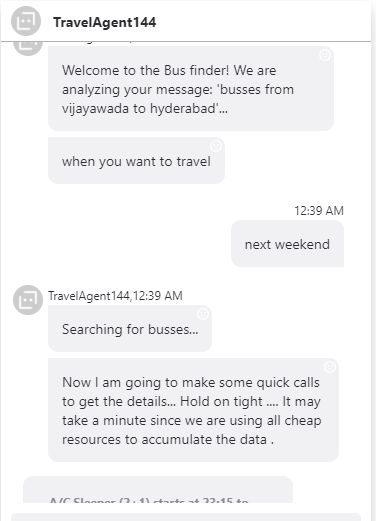 TravelAgent144
Welcome to the Bus finder! We are
analyzing your message: 'busses from
vijayawada to hyderabad'...
when you want to travel
12:39 AM
next weekend
TravelAgent144,12:39 AM
Searching for busses...
Now I am going to make some quick calls
to get the details... Hold on tight .... It may
take a minute since we are using all cheap
resources to accumulate the data .
A/C Sleeper (2+1) starts at 23:15 to